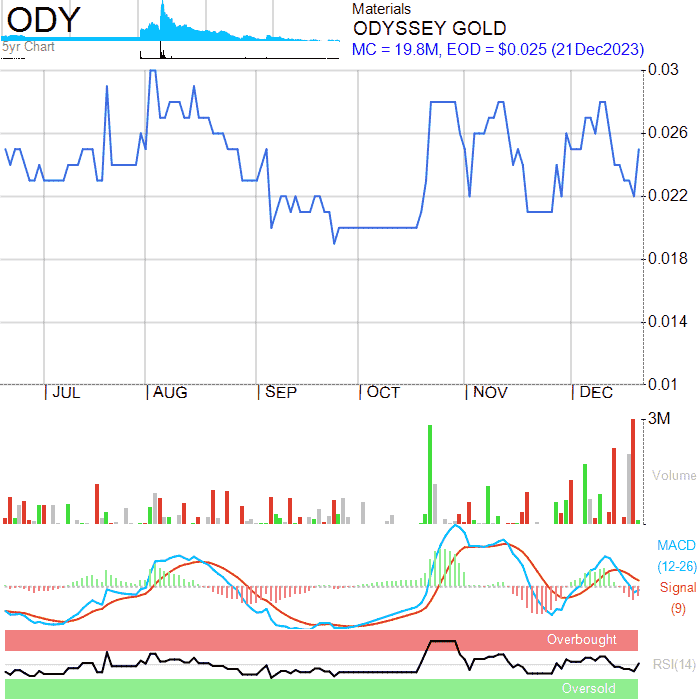 ODY
5yr Chart
Materials
ODYSSEY GOLD
MC = 19.8M, EOD = $0.025 (21Dec2023)
0.03
0.026
0.022
0.018
0.014
0.01
JUL AUG SEP OCT NOV DEC
3M
Volume
MACD
(12-26)
Signal
(9)
Overbought
RSI(14)
Oversold